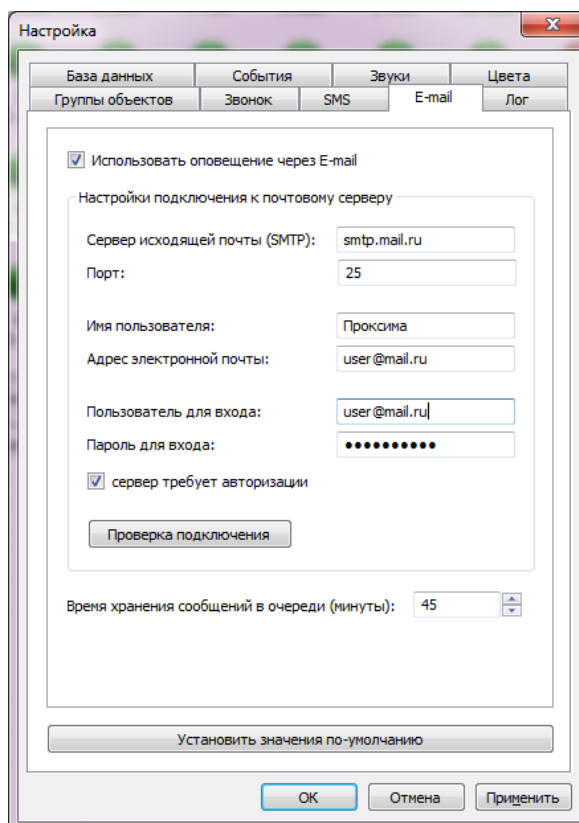 Настройка
База данных События Звуки Цвета
Группы объектов Звонок SMS E-mail Лог
Использовать оповещение через E-mail
Настройки подключения к почтовому серверу
Сервер исходящей почты (SMTP): smtp.mail.ru
Порт: 25
Имя пользователя: Проксима
Адрес электронной почты: user@mail.ru
Пользователь для входа: user@mail.ru
Пароль для входа: ●●●●●●●●●●
сервер требует авторизации
Проверка подключения
Время хранения сообщений в очереди (минуты): 45
Установить значения по-умолчанию
OK Отмена Применить